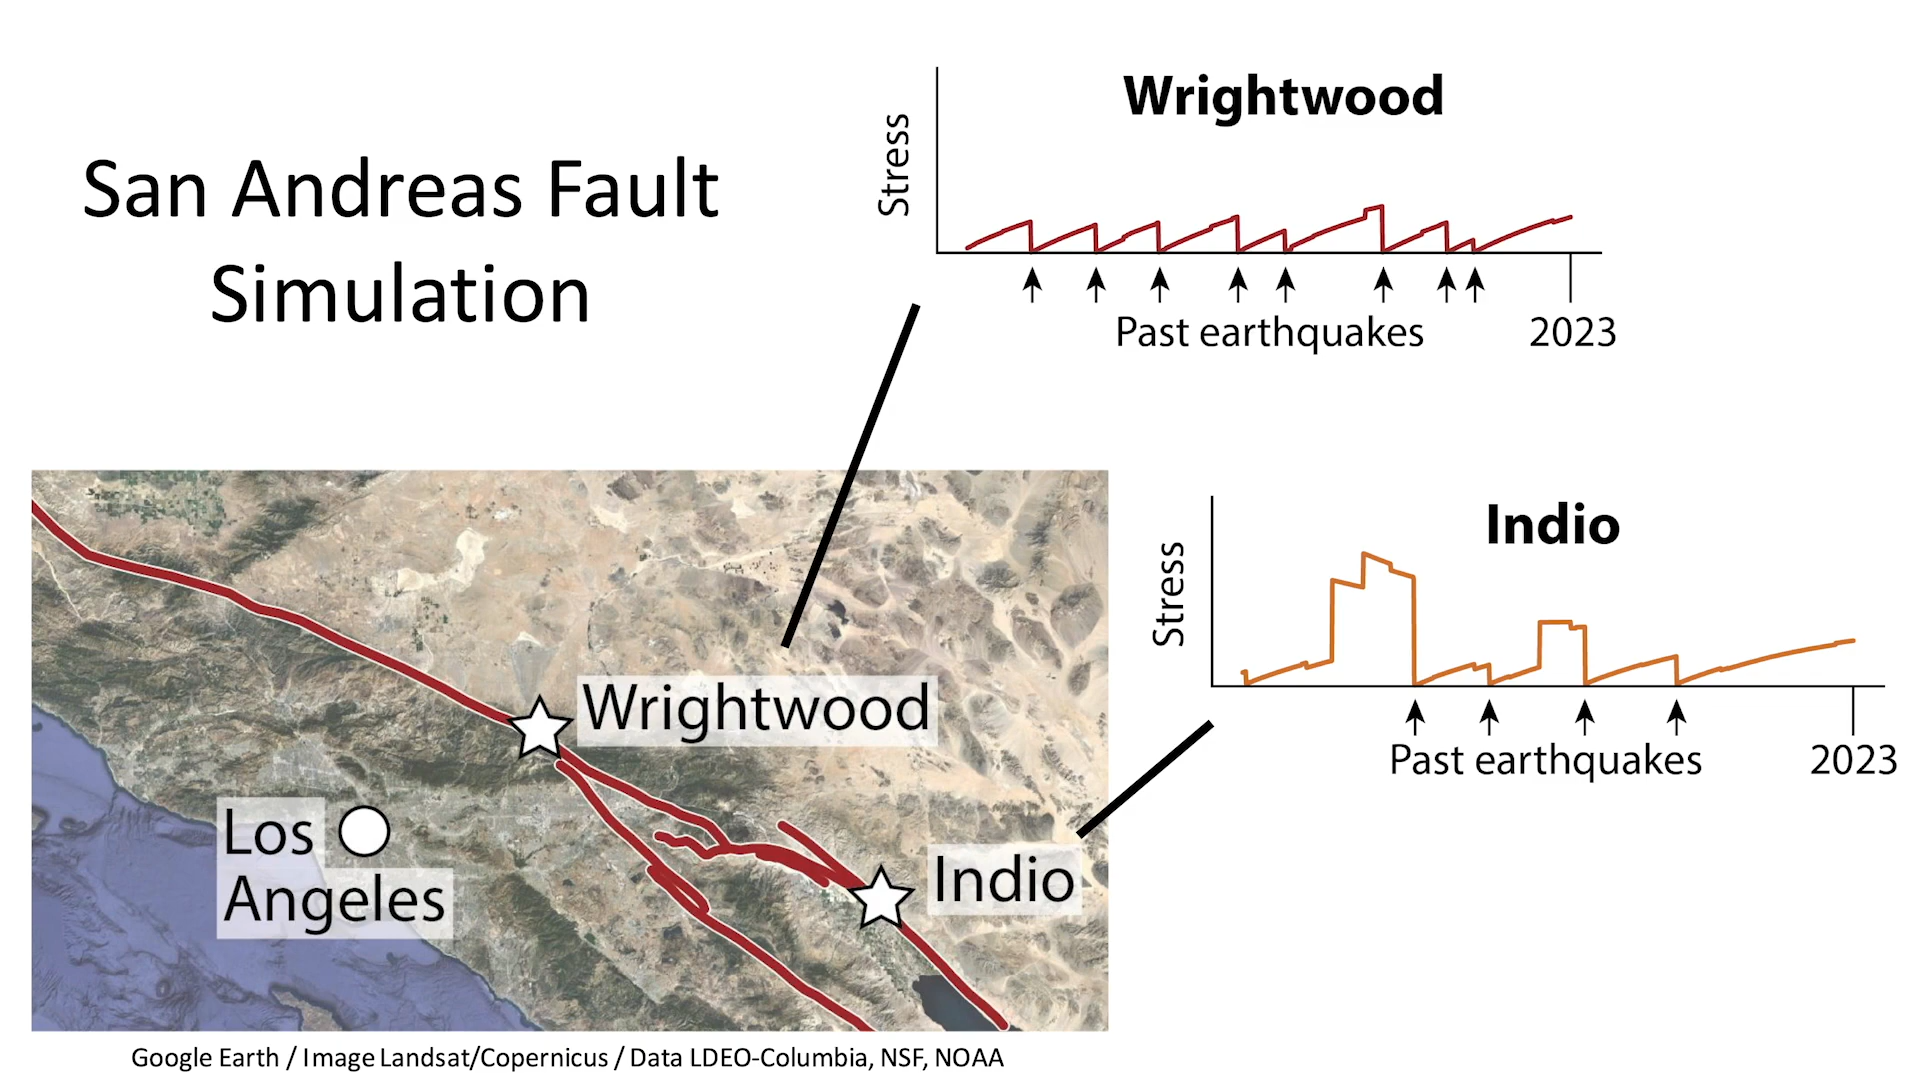 San Andreas Fault
Simulation
Wrightwood
Stress
Past earthquakes
2023
Wrightwood
Los
Angeles
Indio
Indio
Stress
Past earthquakes
2023
Google Earth / Image Landsat/Copernicus / Data LDEO-Columbia, NSF, NOAA